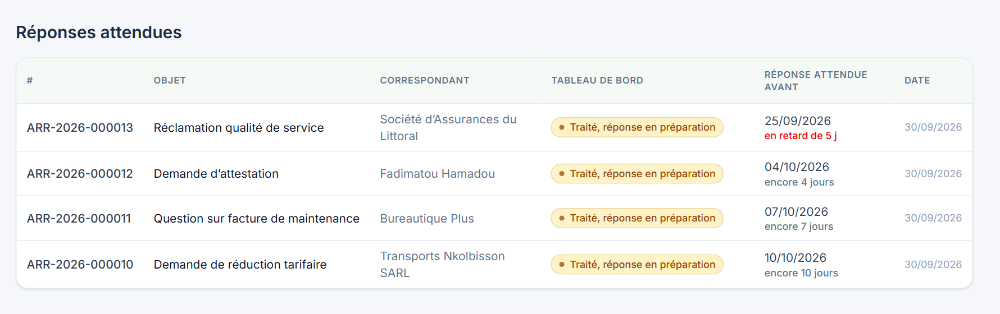 Réponses attendues
# OBJET CORRESPONDANT TABLEAU DE BORD RÉPONSE ATTENDUE AVANT DATE
ARR-2026-000013 Réclamation qualité de service Société d’Assurances du Littoral Traité, réponse en préparation 25/09/2026 en retard de 5 j 30/09/2026
ARR-2026-000012 Demande d’attestation Fadimatou Hamadou Traité, réponse en préparation 04/10/2026 encore 4 jours 30/09/2026
ARR-2026-000011 Question sur facture de maintenance Bureautique Plus Traité, réponse en préparation 07/10/2026 encore 7 jours 30/09/2026
ARR-2026-000010 Demande de réduction tarifaire Transports Nkolbisson SARL Traité, réponse en préparation 10/10/2026 encore 10 jours 30/09/2026